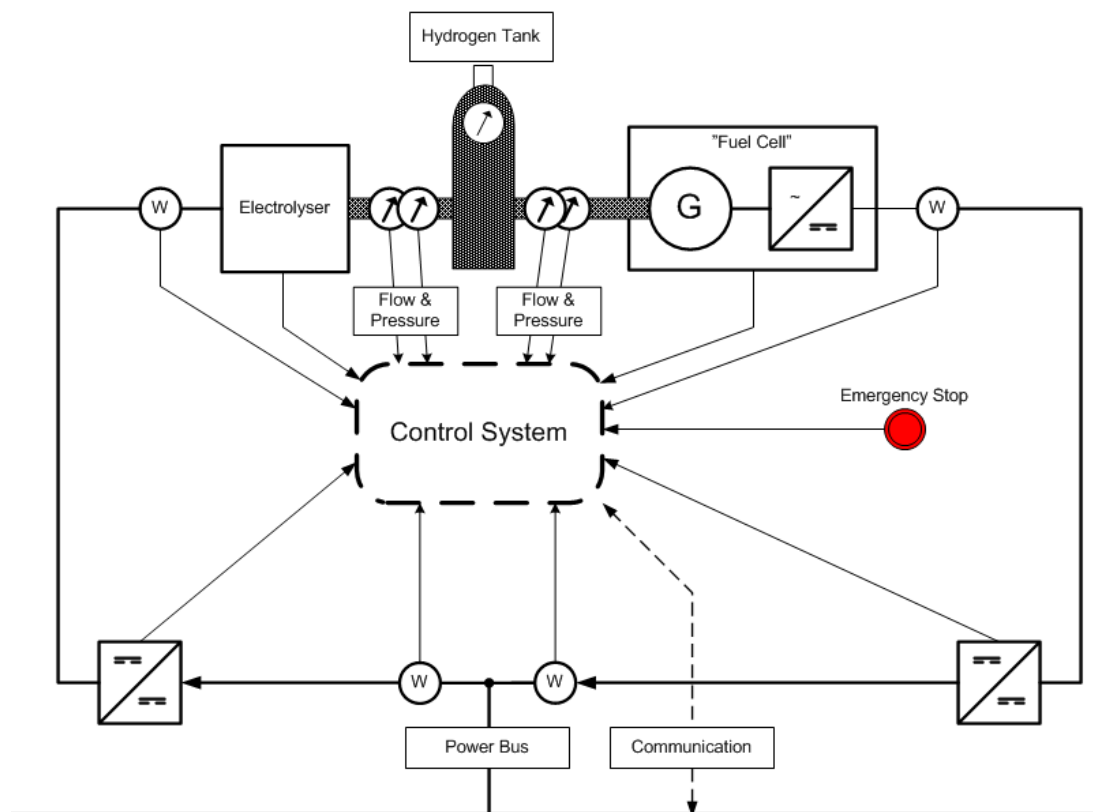 Hydrogen Tank
"Fuel Cell"
W
Electrolyser
G
~
W
Flow &
Pressure
Flow &
Pressure
Emergency Stop
Control System
W
W
Power Bus
Communication